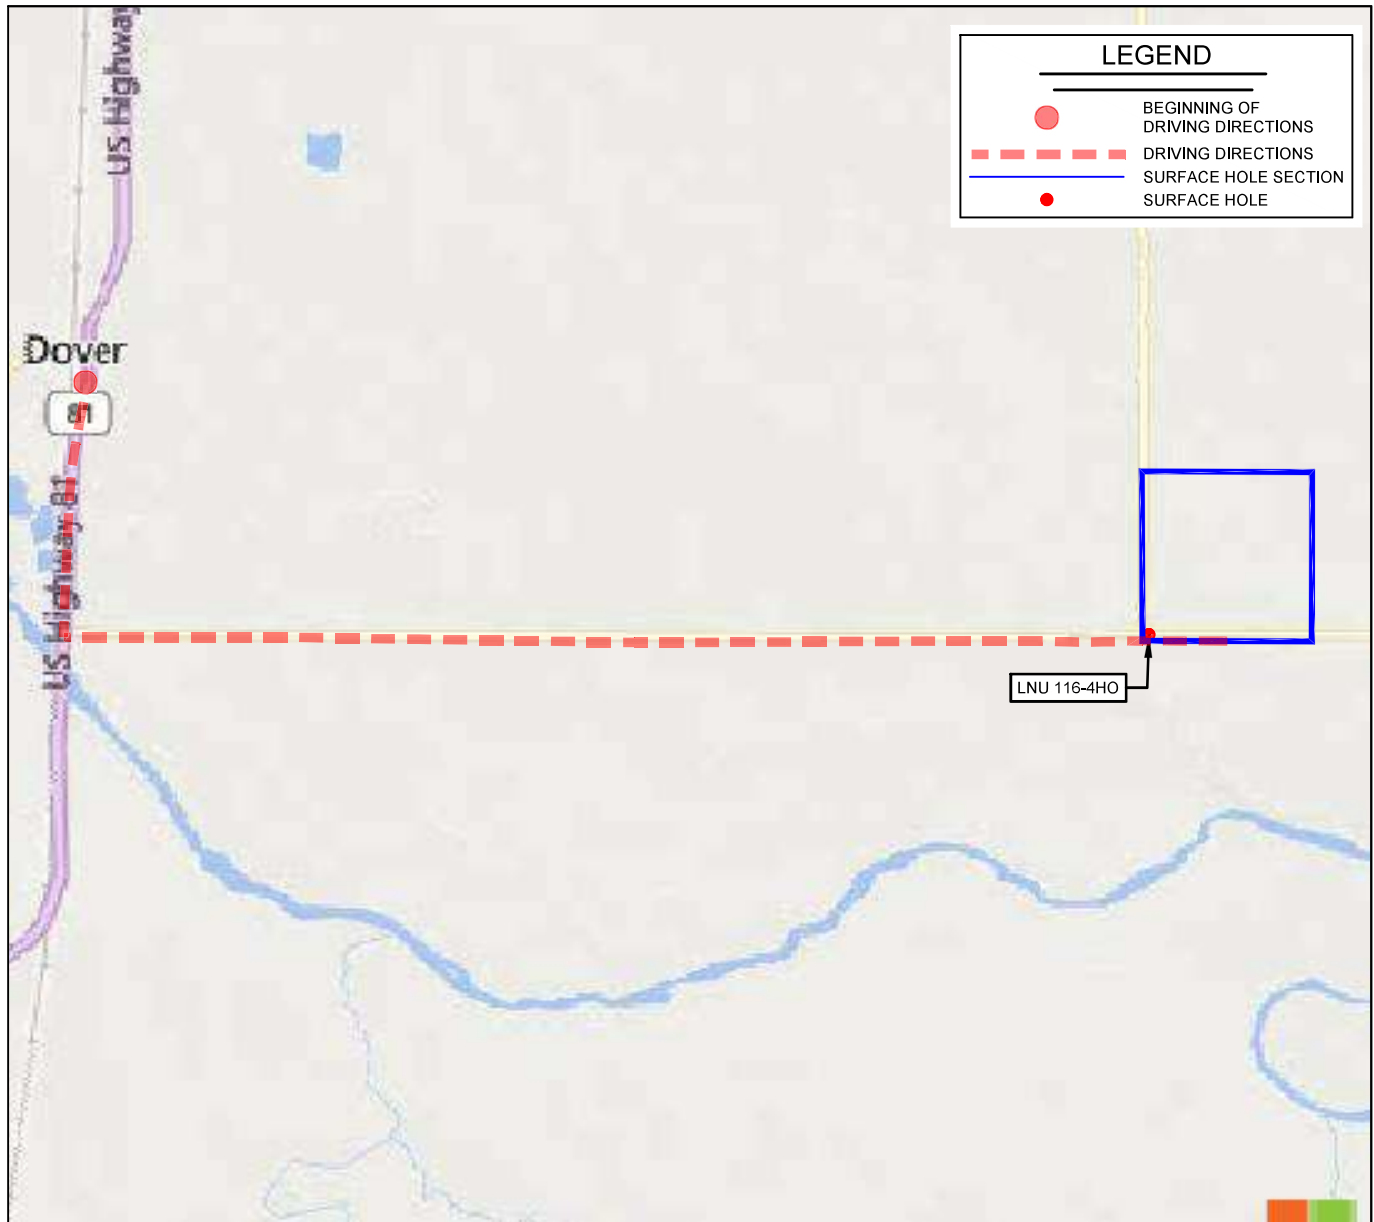 US Highway
LEGEND
BEGINNING OF
DRIVING DIRECTIONS
DRIVING DIRECTIONS
SURFACE HOLE SECTION
SURFACE HOLE
Dover
81
US Highway 81
LNU 116-4HO